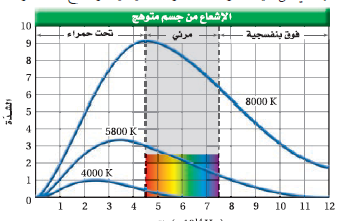 الإشعاع من جسم متوهج
تحت حمراء
مرئي
فوق بنفسجية
الشدة
10
9
8
7
6
5
4
3
2
1
0
8000 K
5800 K
4000 K
1 2 3 4 5 6 7 8 9 10 11 12